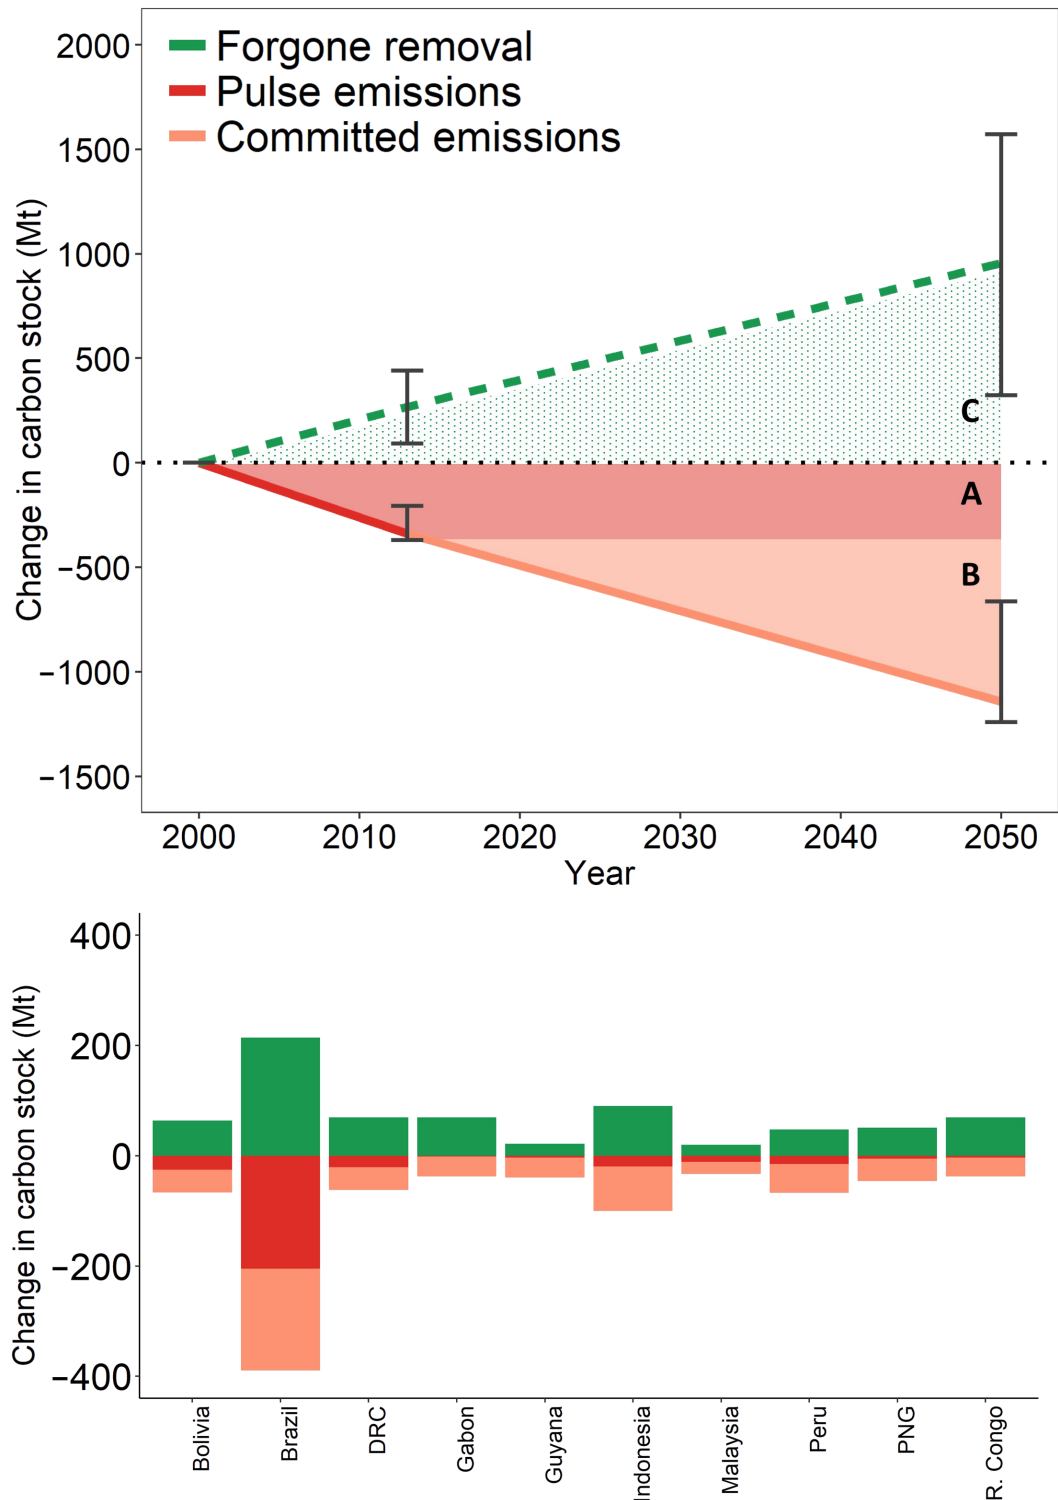 Forgone removal
Pulse emissions
Committed emissions
Change in carbon stock (Mt)
2000
1500
1000
500
0
−500
−1000
−1500
C
A
B
2000 2010 2020 2030 2040 2050
Year
Change in carbon stock (Mt)
400
200
0
−200
−400
Bolivia
Brazil
DRC
Gabon
Guyana
Indonesia
Malaysia
Peru
PNG
R. Congo